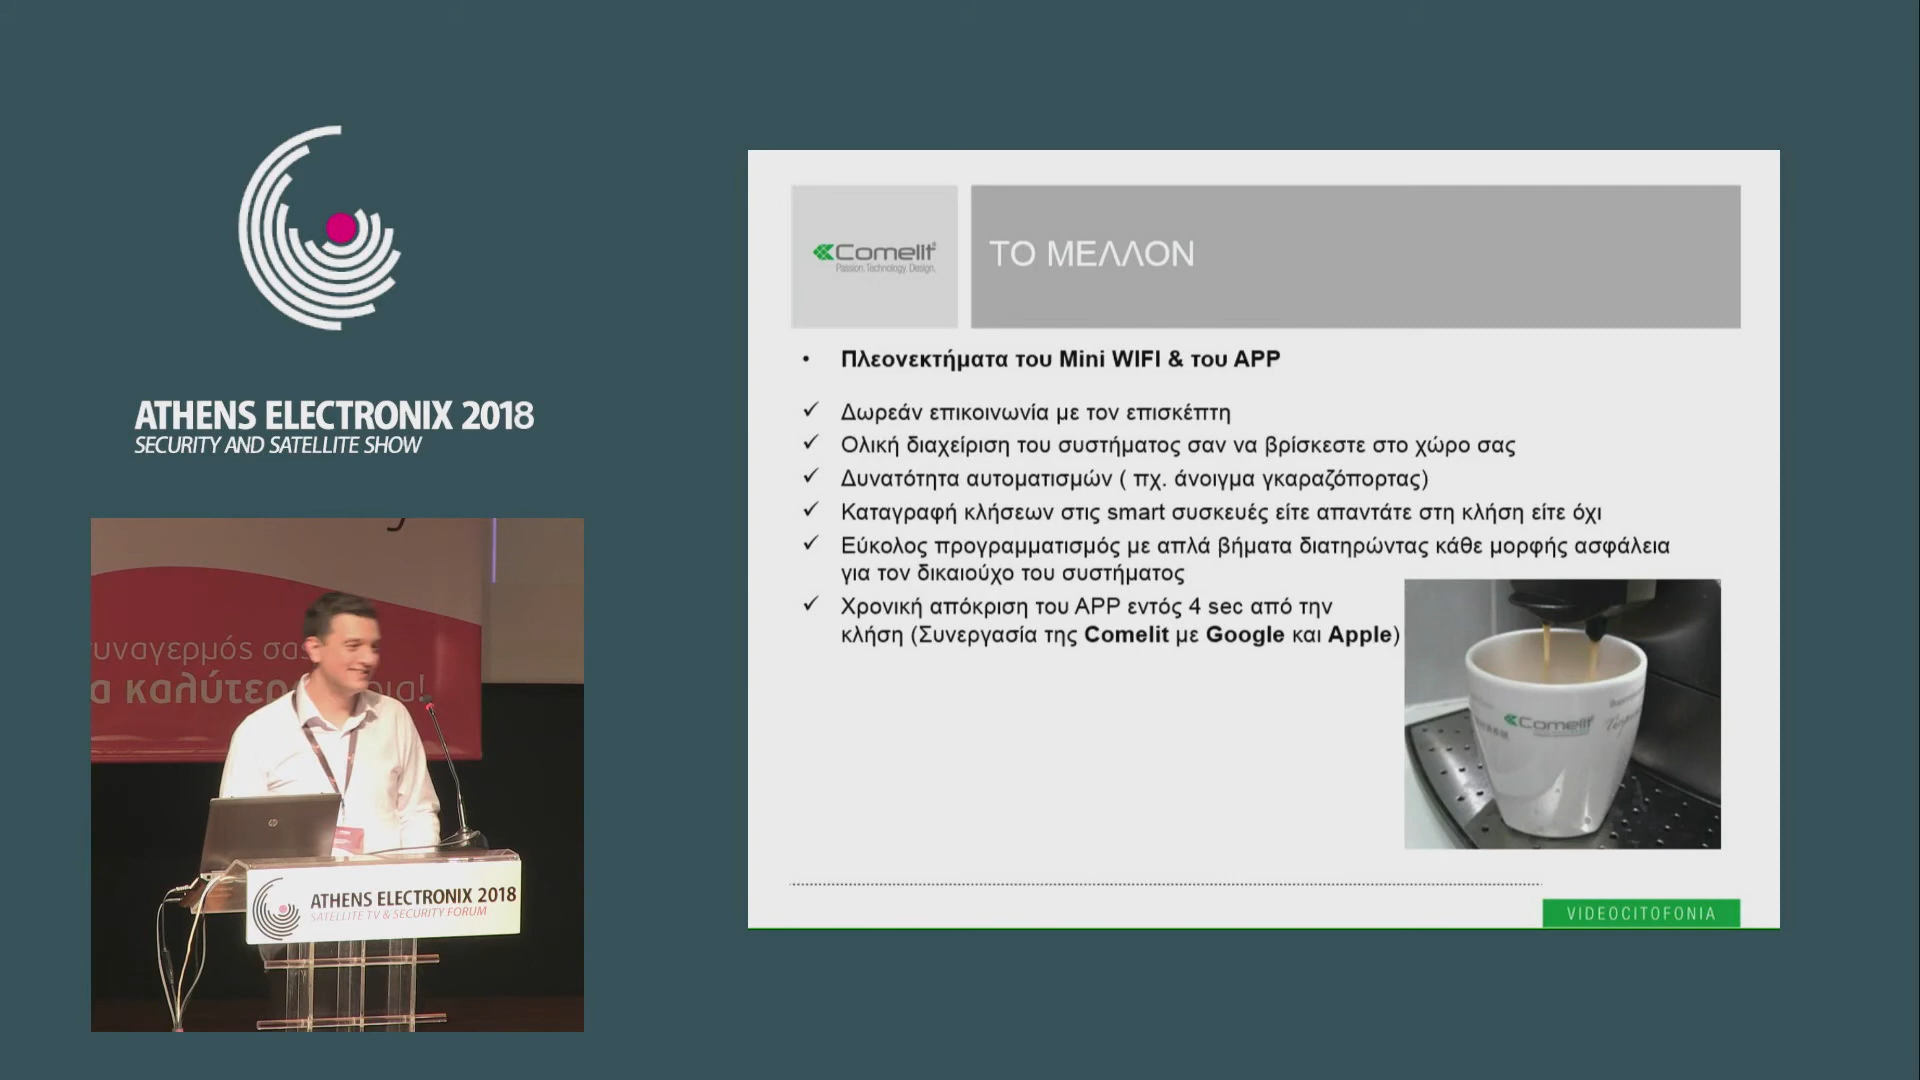 ATHENS ELECTRONIX 2018
SECURITY AND SATELLITE SHOW
Comelit
Passion. Technology. Design.
ΤΟ ΜΕΛΛΟΝ
• Πλεονεκτήματα του Mini WIFI & του APP
✓ Δωρεάν επικοινωνία με τον επισκέπτη
✓ Ολική διαχείριση του συστήματος σαν να βρίσκεστε στο χώρο σας
✓ Δυνατότητα αυτοματισμών ( πχ. άνοιγμα γκαραζόπορτας)
✓ Καταγραφή κλήσεων στις smart συσκευές είτε απαντάτε στη κλήση είτε όχι
✓ Εύκολος προγραμματισμός με απλά βήματα διατηρώντας κάθε μορφής ασφάλεια
για τον δικαιούχο του συστήματος
✓ Χρονική απόκριση του APP εντός 4 sec από την
κλήση (Συνεργασία της Comelit με Google και Apple)
Comelit
VIDEOCITOFONIA
υναγερμός σας
α καλύτερ
ια!
hp
ATHENS ELECTRONIX 2018
SATELLITE TV & SECURITY FORUM